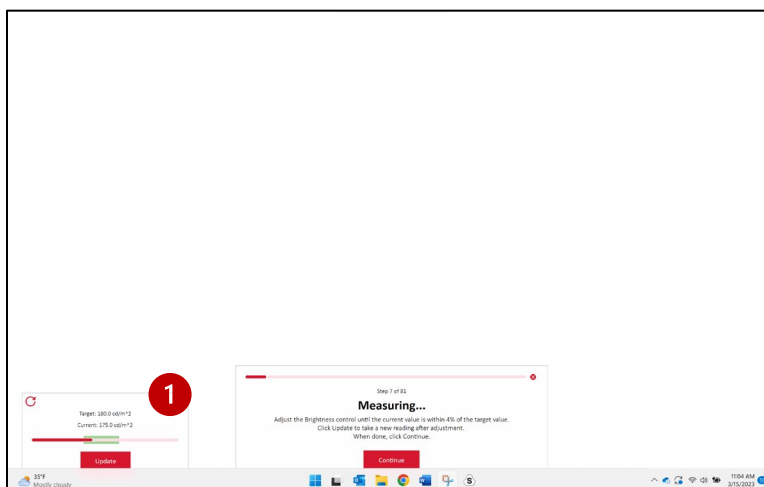 1
Target: 180.0 cd/m^2
Current: 175.0 cd/m^2
Update
Step 7 of 81
Measuring...
Adjust the Brightness control until the current value is within 4% of the target value.
Click Update to take a new reading after adjustment.
When done, click Continue.
Continue
35°F
Mostly cloudy
S
11:04 AM
3/15/2023